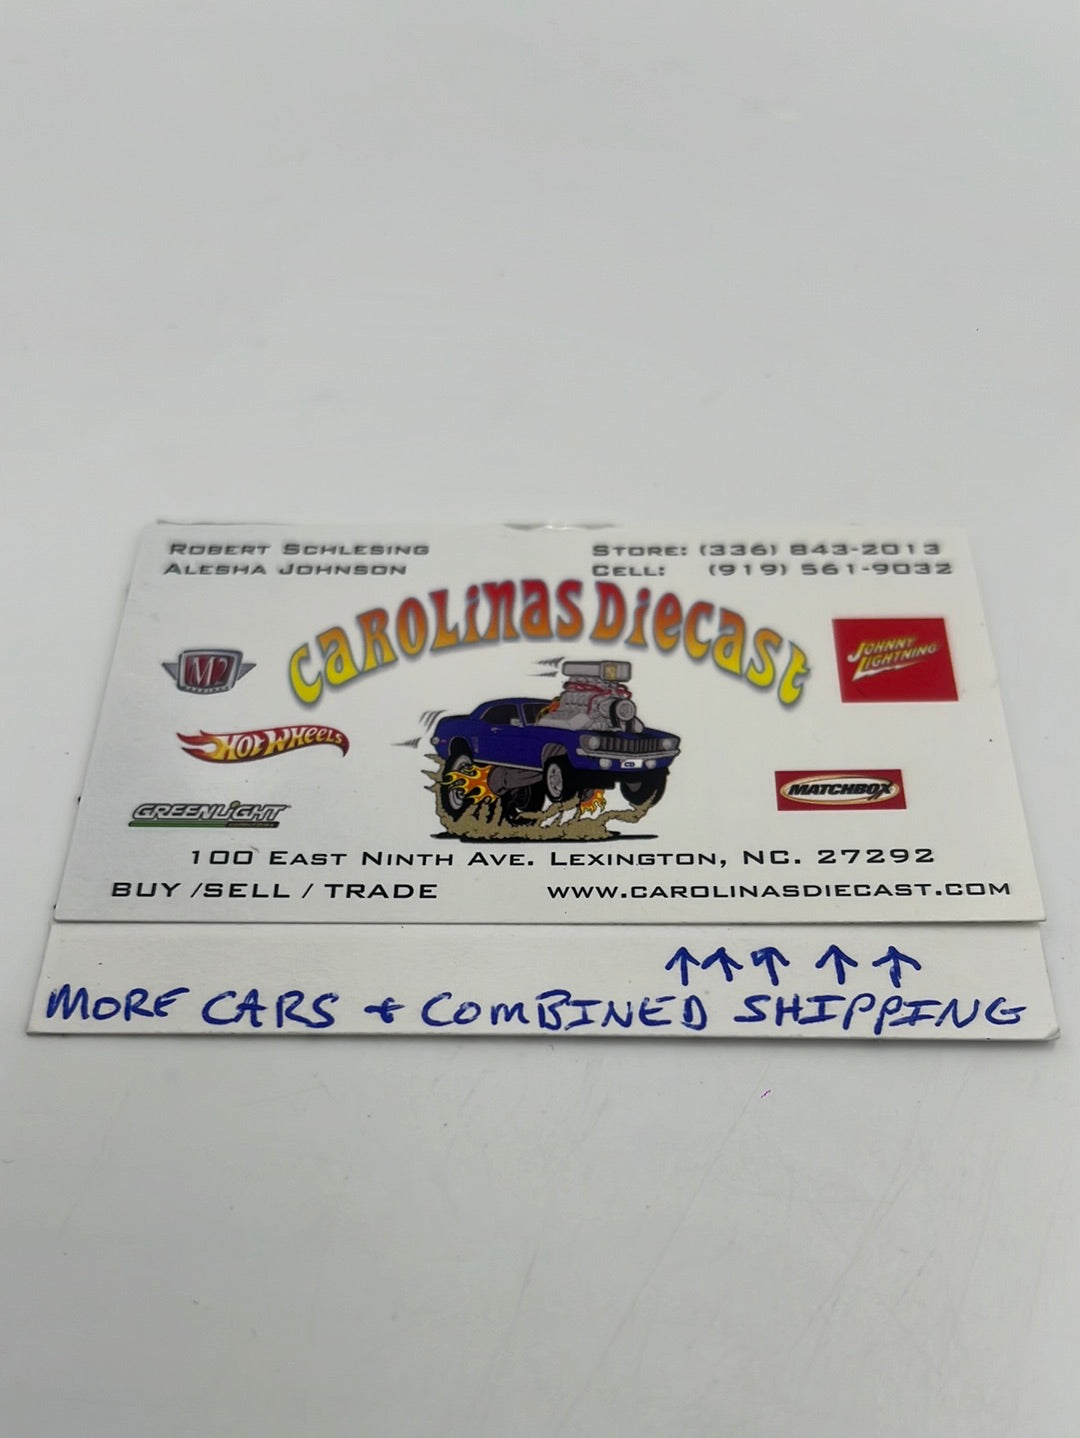 ROBERT SCHLESING
ALESHA JOHNSON
STORE: (336) 843-2013
CELL: (919) 561-9032
CAROLINAS DIECAST
M2
JOHNNY LIGHTNING
HOT WHEELS
CD
MATCHBOX
GREENLIGHT
100 EAST NINTH AVE. LEXINGTON, NC. 27292
BUY /SELL / TRADE
WWW.CAROLINASDIECAST.COM
↑↑↑ ↑ ↑
MORE CARS + COMBINED SHIPPING